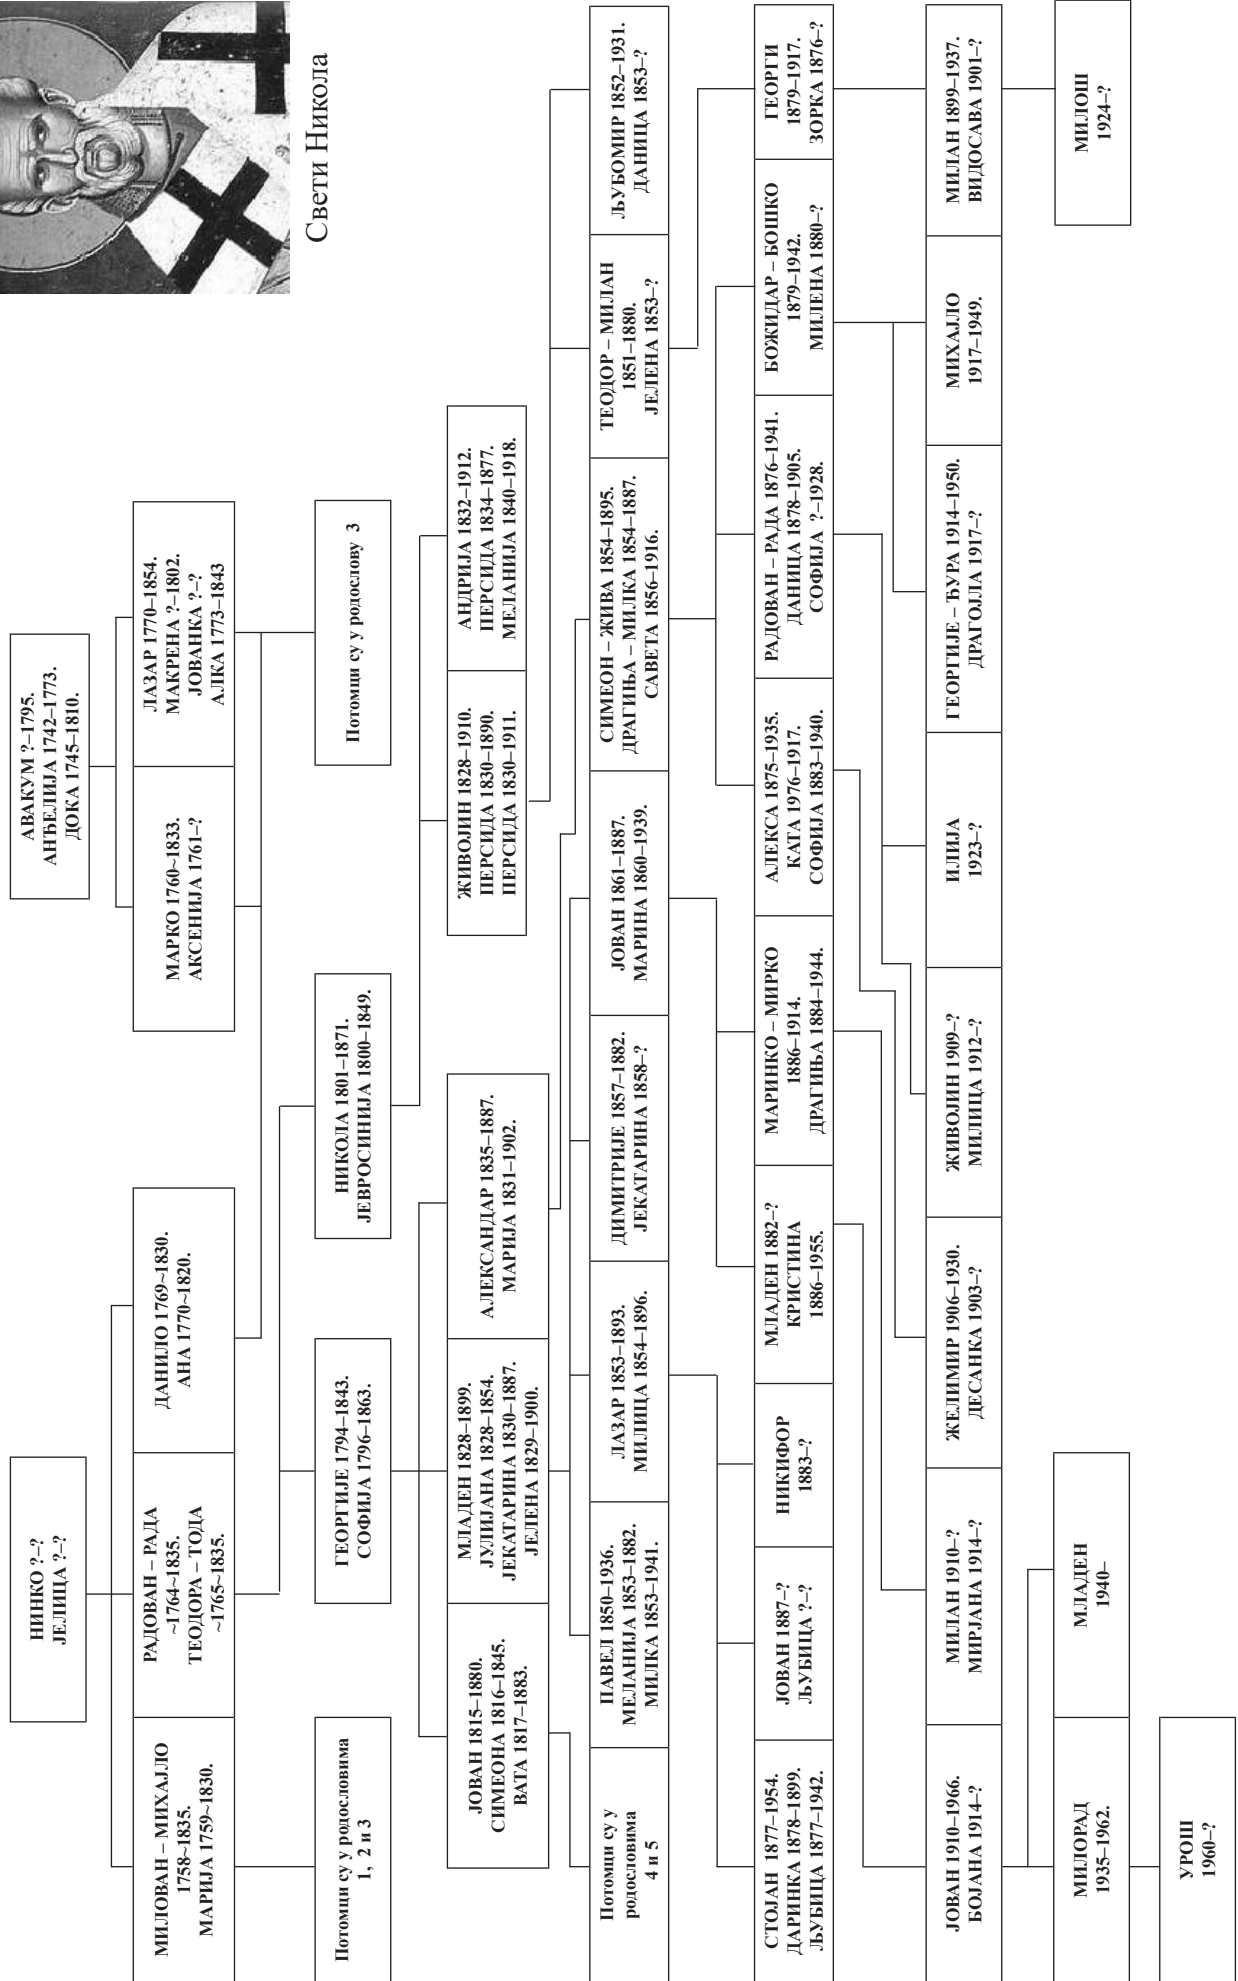 НИНКО ?–?
ЈЕЛИЦА ?–?
АВАКУМ ?–1795.
АНЂЕЛИЈА 1742–1773.
ДОКА 1745–1810.
МИЛОВАН – МИХАЈЛО
1758~1835.
МАРИЈА 1759~1830.
РАДОВАН – РАДА
~1764~1835.
ТЕОДОРА – ТОДА
~1765~1835.
ДАНИЛО 1769~1830.
АНА 1770~1820.
МАРКО 1760~1833.
АКСЕНИЈА 1761–?
ЛАЗАР 1770–1854.
МАКРЕНА ?–1802.
ЈОВАНКА ?–?
АЛКА 1773–1843
Свети Никола
Потомци су у родословима
1, 2 и 3
ГЕОРГИЈЕ 1794–1843.
СОФИЈА 1796–1863.
НИКОЛА 1801–1871.
ЈЕВРОСИНИЈА 1800–1849.
Потомци су у родослову 3
ЈОВАН 1815–1880.
СИМЕОНА 1816–1845.
ВАТА 1817–1883.
МЛАДЕН 1828–1899.
ЈУЛИЈАНА 1828–1854.
ЈЕКАТАРИНА 1830–1887.
ЈЕЛЕНА 1829–1900.
АЛЕКСАНДАР 1835–1887.
МАРИЈА 1831–1902.
ЖИВОЈИН 1828–1910.
ПЕРСИДА 1830–1890.
ПЕРСИДА 1830–1911.
АНДРИЈА 1832–1912.
ПЕРСИДА 1834–1877.
МЕЛАНИЈА 1840–1918.
Потомци су у
родословима
4 и 5
ПАВЕЛ 1850–1936.
МЕЛАНИЈА 1853–1882.
МИЛКА 1853–1941.
ЛАЗАР 1853–1893.
МИЛИЦА 1854–1896.
ДИМИТРИЈЕ 1857–1882.
ЈЕКАТАРИНА 1858–?
ЈОВАН 1861–1887.
МАРИНА 1860–1939.
СИМЕОН – ЖИВА 1854–1895.
ДРАГИЊА – МИЛКА 1854–1887.
САВЕТА 1856–1916.
ТЕОДОР – МИЛАН
1851–1880.
ЈЕЛЕНА 1853–?
ЉУБОМИР 1852–1931.
ДАНИЦА 1853–?
СТОЈАН 1877–1954.
ДАРИНКА 1878–1899.
ЉУБИЦА 1877–1942.
ЈОВАН 1887–?
ЉУБИЦА ?–?
НИКИФОР
1883–?
МЛАДЕН 1882–?
КРИСТИНА
1886–1955.
МАРИНКО – МИРКО
1886–1914.
ДРАГИЊА 1884–1944.
АЛЕКСА 1875–1935.
КАТА 1976–1917.
СОФИЈА 1883–1940.
РАДОВАН – РАДА 1876–1941.
ДАНИЦА 1878–1905.
СОФИЈА ?–1928.
БОЖИДАР – БОШКО
1879–1942.
МИЛЕНА 1880–?
ГЕОРГИ
1879–1917.
ЗОРКА 1876–?
ЈОВАН 1910–1966.
БОЈАНА 1914–?
МИЛАН 1910–?
МИРЈАНА 1914–?
ЖЕЛИМИР 1906–1930.
ДЕСАНКА 1903–?
ЖИВОЈИН 1909–?
МИЛИЦА 1912–?
ИЛИЈА
1923–?
ГЕОРГИЈЕ – ЂУРА 1914–1950.
ДРАГОЈЛА 1917–?
МИХАЈЛО
1917–1949.
МИЛАН 1899–1937.
ВИДОСАВА 1901–?
МИЛОРАД
1935–1962.
МЛАДЕН
1940–
МИЛОШ
1924–?
УРОШ
1960–?